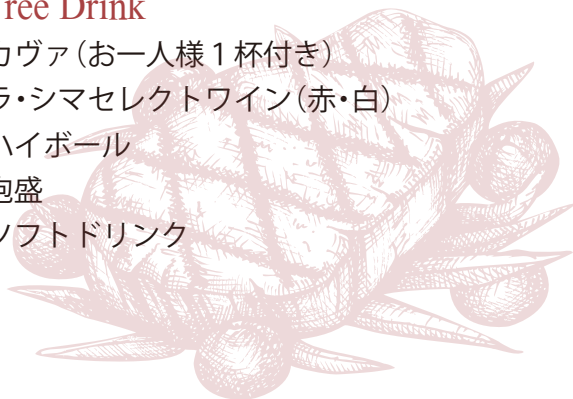 ree Drink
カヴァ（お一人様１杯付き）
ラ・シマセレクトワイン（赤・白）
ハイボール
泡盛
ソフトドリンク